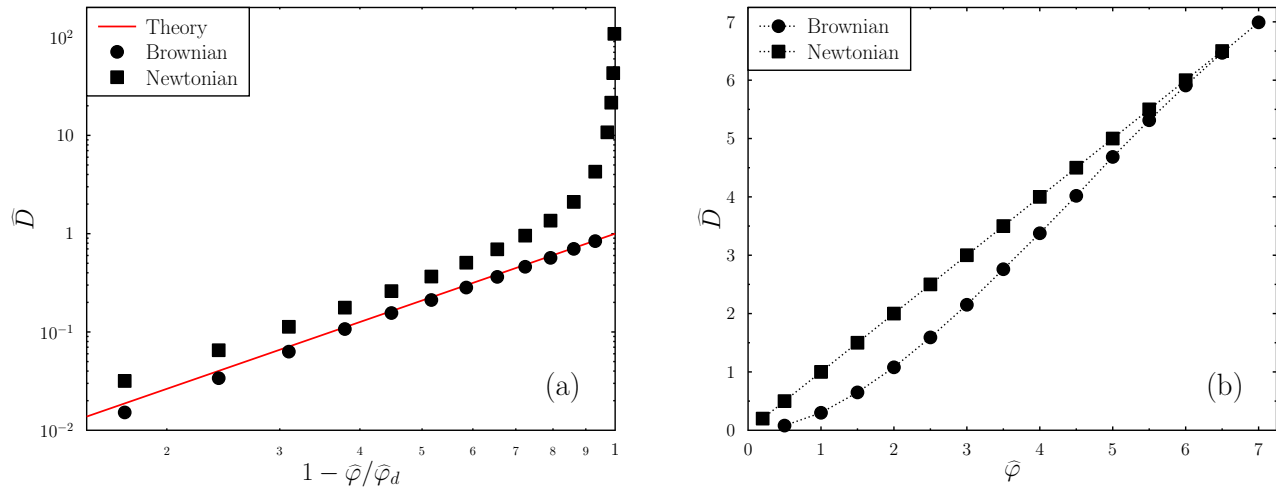 Theory
Brownian
Newtonian
10²
10
1
10⁻¹
10⁻²
D̂
2 3 4 5 6 7 8 9 1
1 − φ̂/φ̂_d
(a)
Brownian
Newtonian
7
6
5
4
3
2
1
0
D̂
0 1 2 3 4 5 6 7
φ̂
(b)